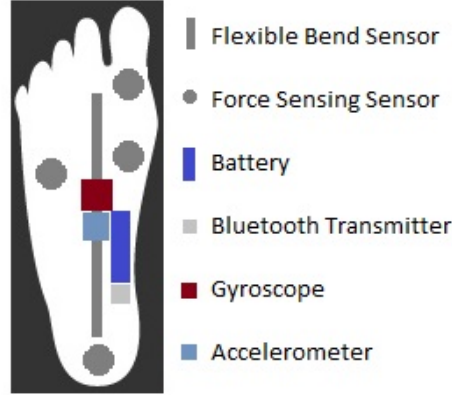 Flexible Bend Sensor
Force Sensing Sensor
Battery
Bluetooth Transmitter
Gyroscope
Accelerometer